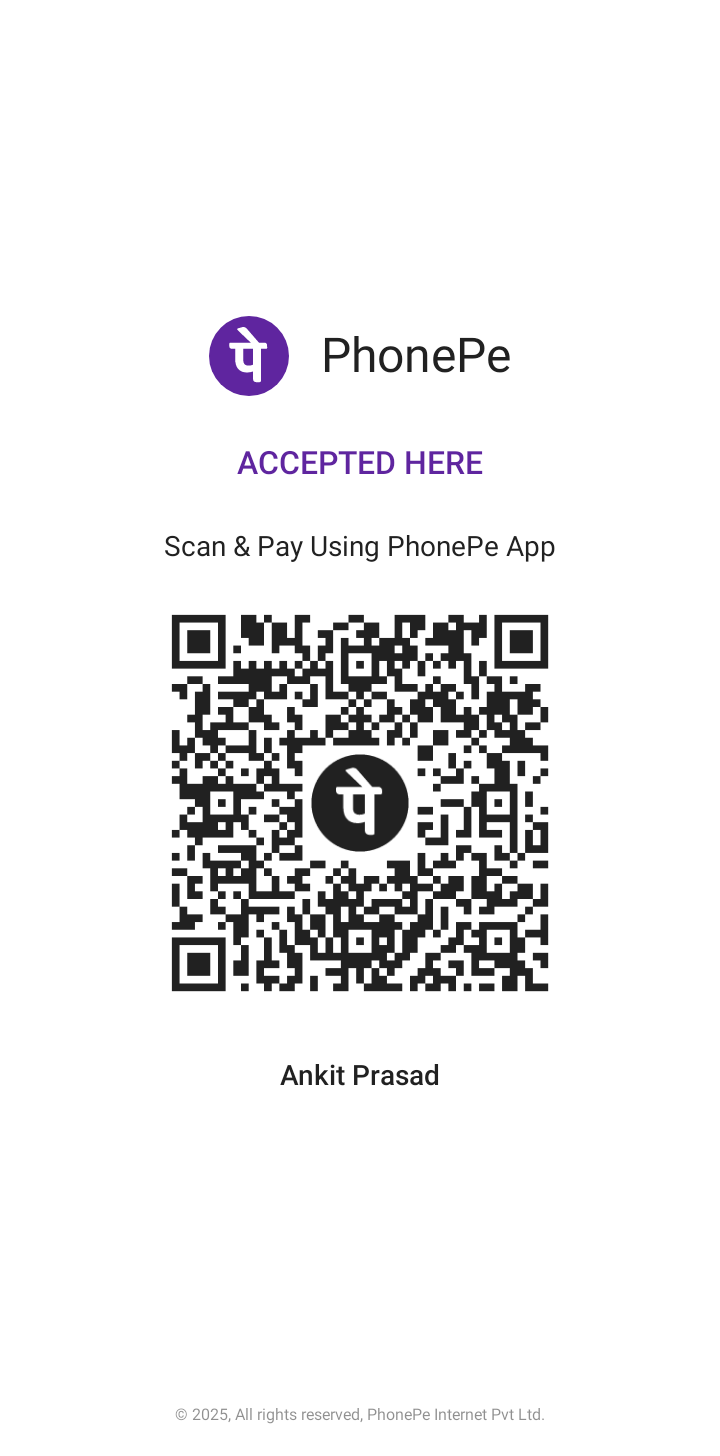 पे PhonePe
ACCEPTED HERE
Scan & Pay Using PhonePe App
पे
Ankit Prasad
© 2025, All rights reserved, PhonePe Internet Pvt Ltd.